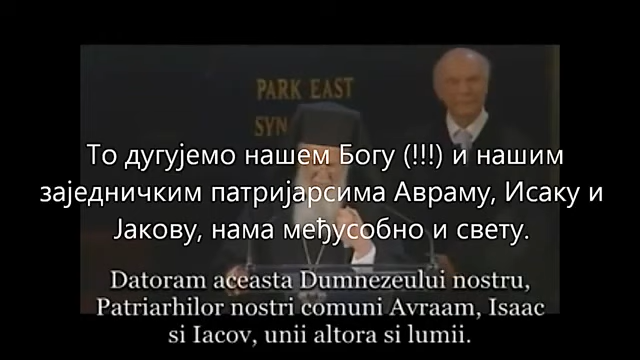 PARK EAST
SYN
То дугујемо нашем Богу (!!!) и нашим
заједничким патријарсима Авраму, Исаку и
Јакову, нама међусобно и свету.
Datoram aceasta Dumnezeului nostru,
Patriarhilor nostri comuni Avraam, Isaac
si Iacov, unii altora si lumii.